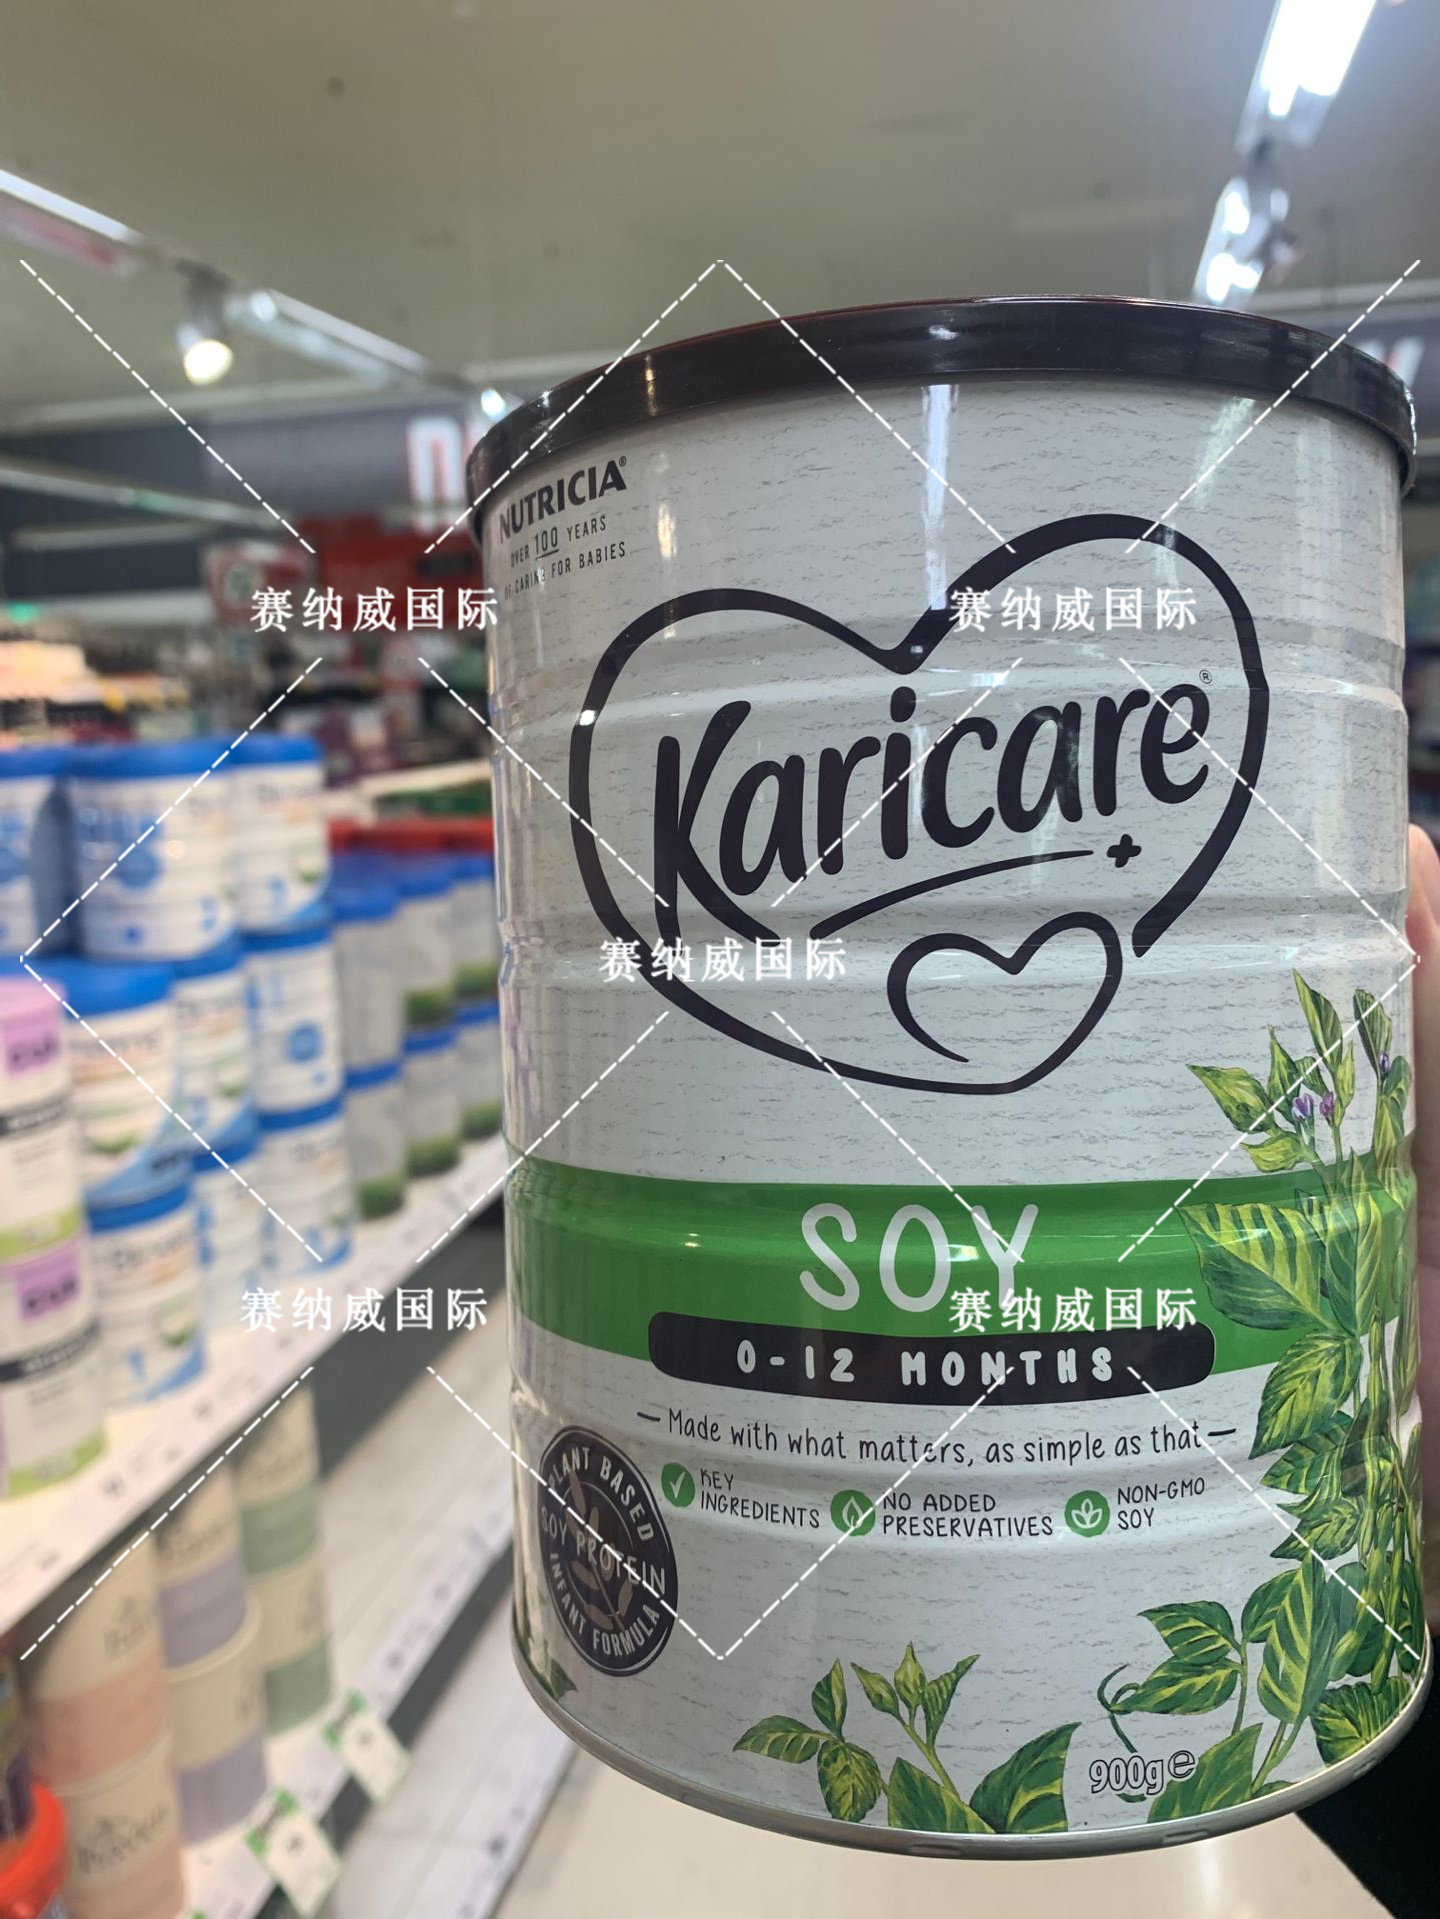 NUTRICIA®
OVER 100 YEARS
OF CARING FOR BABIES
赛纳威国际
赛纳威国际
Karicare®
+
赛纳威国际
SOY
赛纳威国际
赛纳威国际
0-12 MONTHS
Made with what matters, as simple as that
KEY
INGREDIENTS
NO ADDED
PRESERVATIVES
NON-GMO
SOY
PLANT BASED
SOY PROTEIN
INFANT FORMULA
900g e